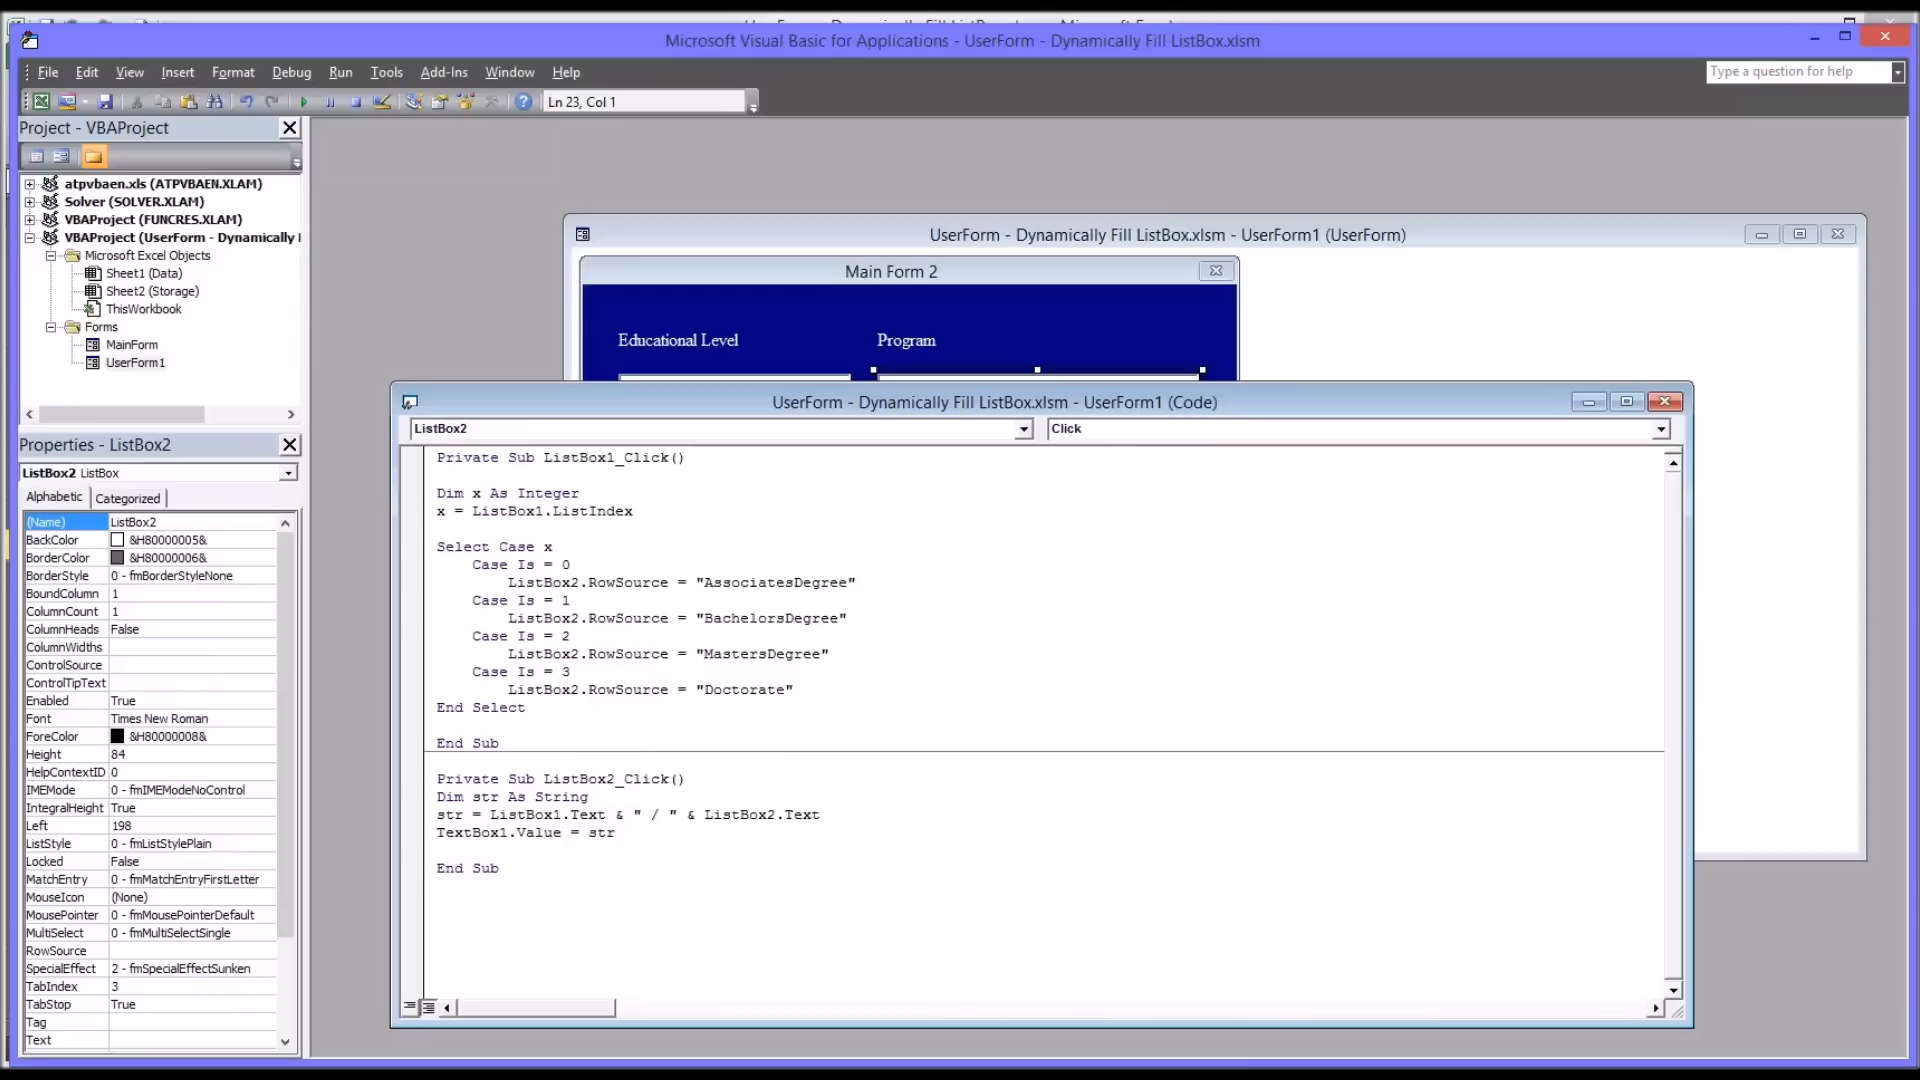 Microsoft Visual Basic for Applications - UserForm - Dynamically Fill ListBox.xlsm
File Edit View Insert Format Debug Run Tools Add-Ins Window Help
Type a question for help
Ln 23, Col 1
Project - VBAProject
atpvbaen.xls (ATPVBAEN.XLAM)
Solver (SOLVER.XLAM)
VBAProject (FUNCRES.XLAM)
VBAProject (UserForm - Dynamically
Microsoft Excel Objects
Sheet1 (Data)
Sheet2 (Storage)
ThisWorkbook
Forms
MainForm
UserForm1
Properties - ListBox2
ListBox2 ListBox
Alphabetic Categorized
(Name) ListBox2
BackColor &H80000005&
BorderColor &H80000006&
BorderStyle 0 - fmBorderStyleNone
BoundColumn 1
ColumnCount 1
ColumnHeads False
ColumnWidths
ControlSource
ControlTipText
Enabled True
Font Times New Roman
ForeColor &H80000008&
Height 84
HelpContextID 0
IMEMode 0 - fmIMEModeNoControl
IntegralHeight True
Left 198
ListStyle 0 - fmListStylePlain
Locked False
MatchEntry 0 - fmMatchEntryFirstLetter
MouseIcon (None)
MousePointer 0 - fmMousePointerDefault
MultiSelect 0 - fmMultiSelectSingle
RowSource
SpecialEffect 2 - fmSpecialEffectSunken
TabIndex 3
TabStop True
Tag
Text
UserForm - Dynamically Fill ListBox.xlsm - UserForm1 (UserForm)
Main Form 2
Educational Level Program
UserForm - Dynamically Fill ListBox.xlsm - UserForm1 (Code)
ListBox2 Click
Private Sub ListBox1_Click()
Dim x As Integer
x = ListBox1.ListIndex
Select Case x
Case Is = 0
ListBox2.RowSource = "AssociatesDegree"
Case Is = 1
ListBox2.RowSource = "BachelorsDegree"
Case Is = 2
ListBox2.RowSource = "MastersDegree"
Case Is = 3
ListBox2.RowSource = "Doctorate"
End Select
End Sub
Private Sub ListBox2_Click()
Dim str As String
str = ListBox1.Text & " / " & ListBox2.Text
TextBox1.Value = str
End Sub